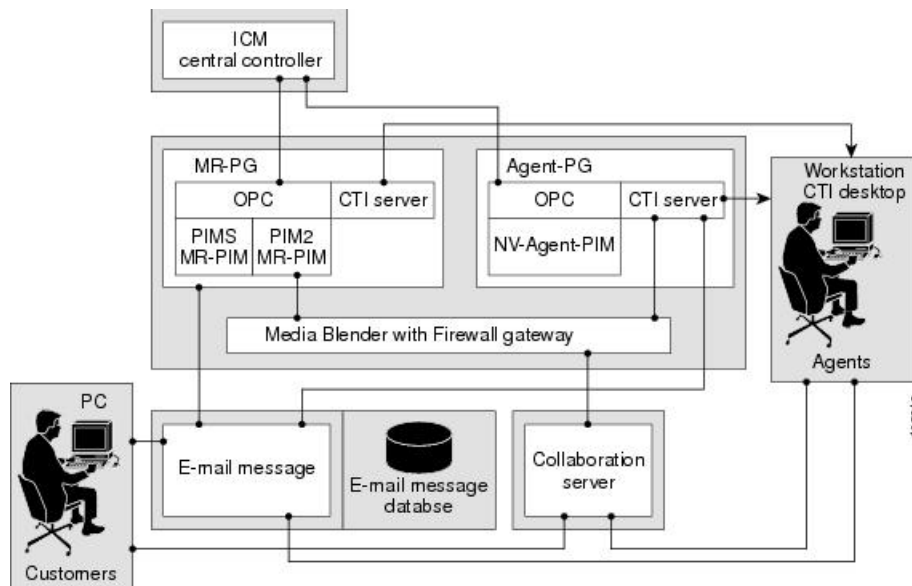 ICM
central controller
MR-PG
OPC
CTI server
PIMS
MR-PIM
PIM2
MR-PIM
Agent-PG
OPC
CTI server
NV-Agent-PIM
Workstation
CTI desktop
Agents
Media Blender with Firewall gateway
PC
Customers
E-mail message
E-mail message
databse
Collaboration
server